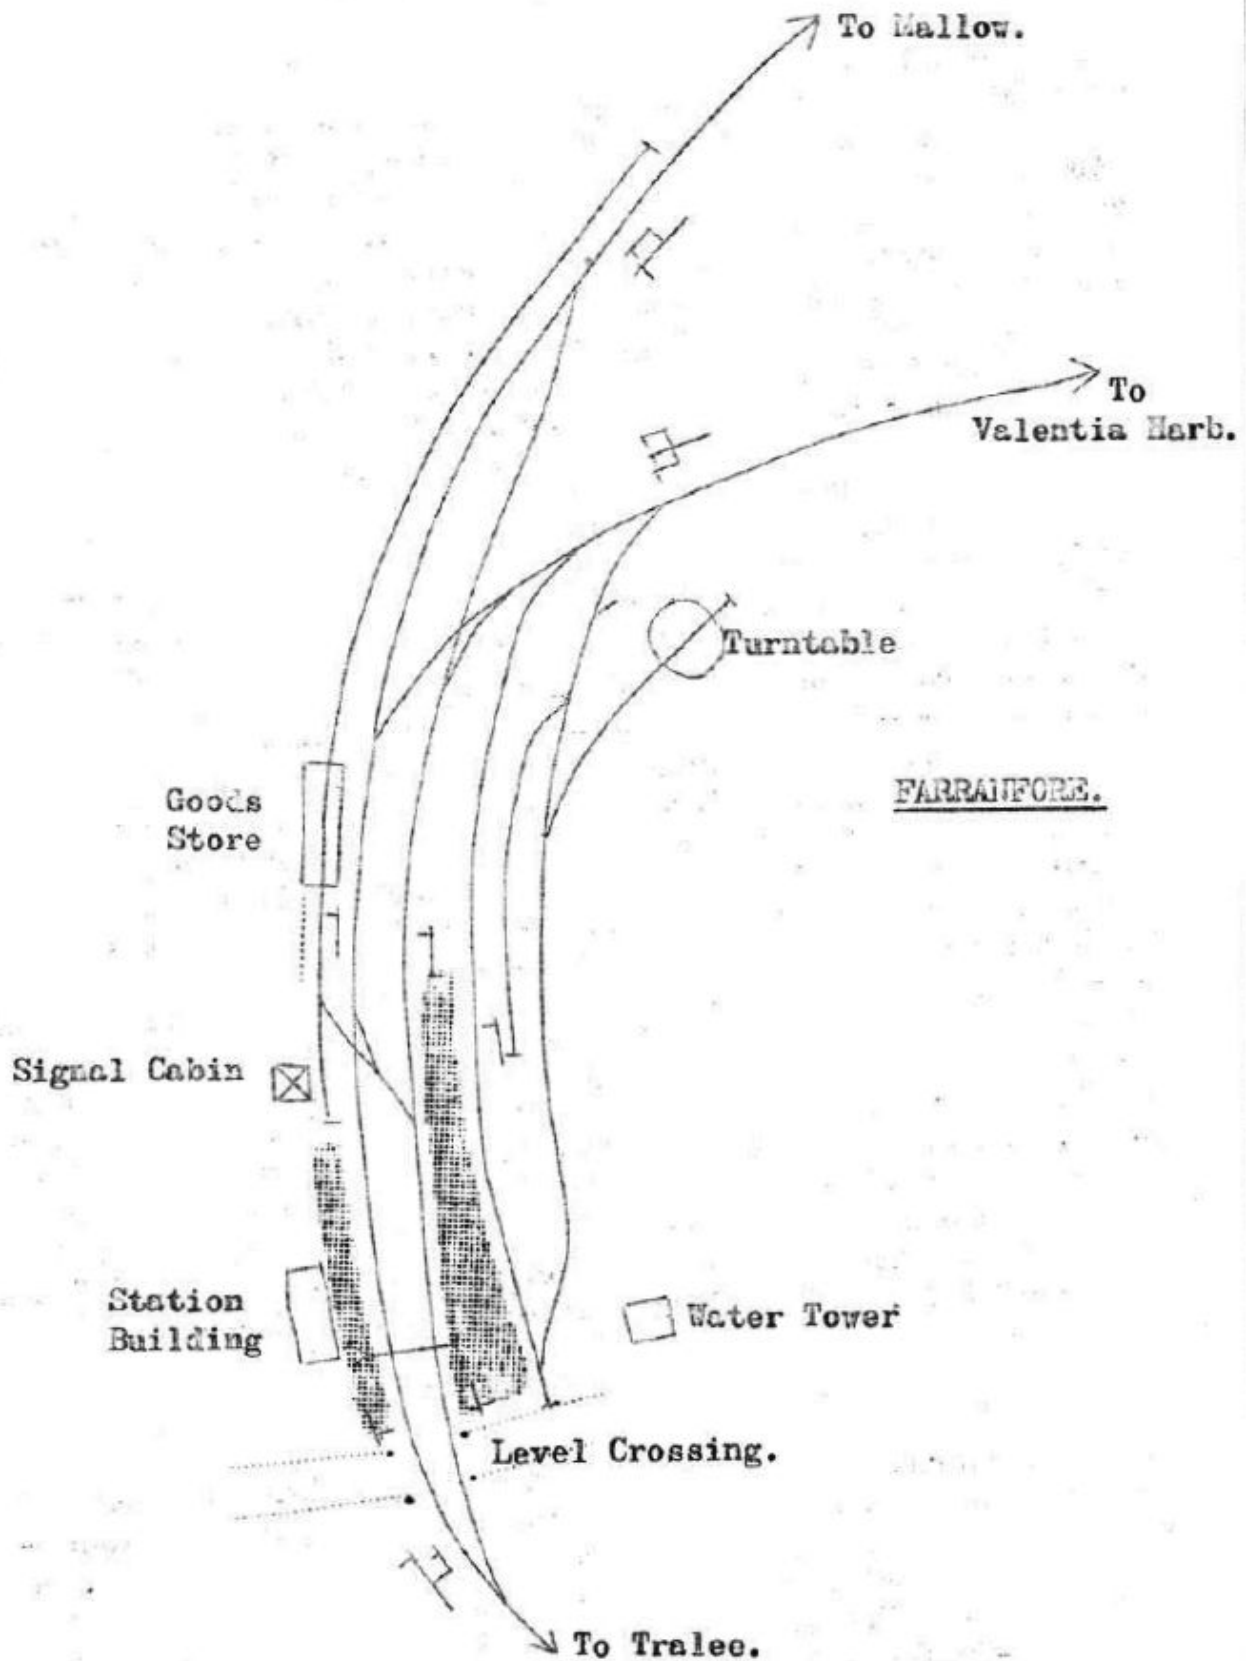 To Mallow.
To
Valentia Harb.
Turntable
FARRANFORE.
Goods
Store
Signal Cabin
Station
Building
Water Tower
Level Crossing.
To Tralee.